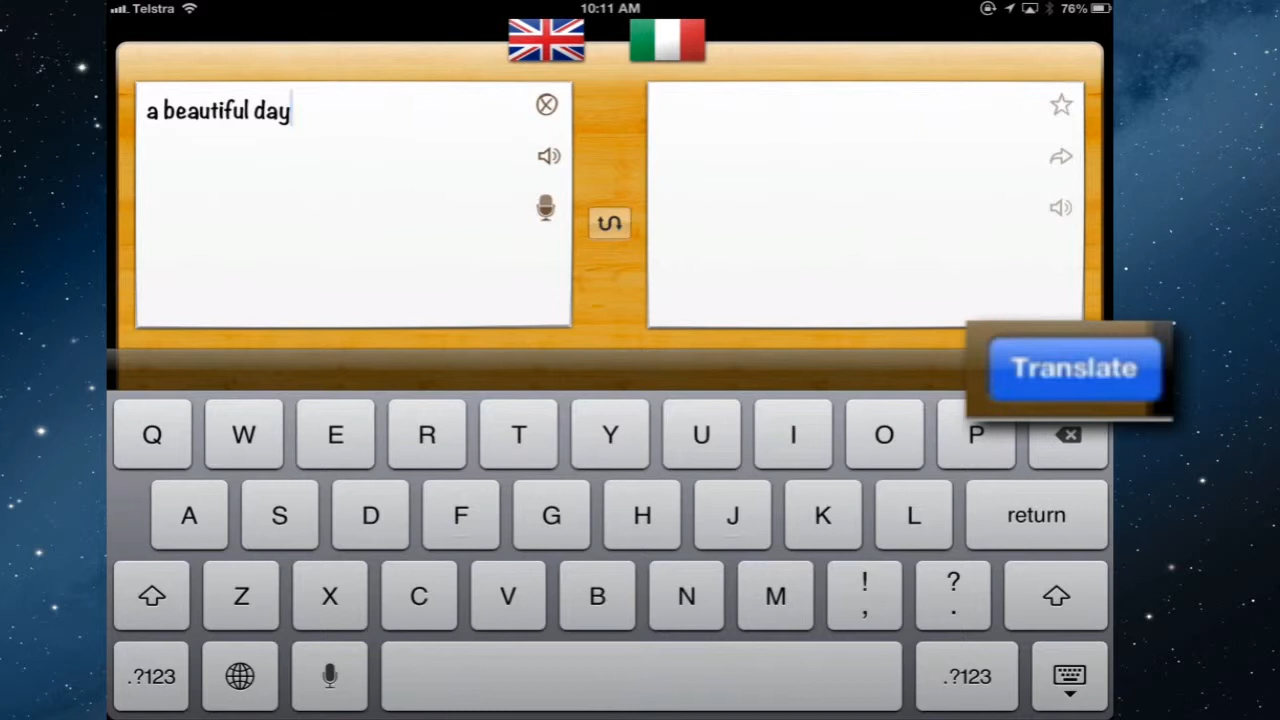 Telstra 10:11 AM 76%
a beautiful day
Translate
Q W E R T Y U I O P
A S D F G H J K L return
Z X C V B N M ! , ? .
.?123 .?123